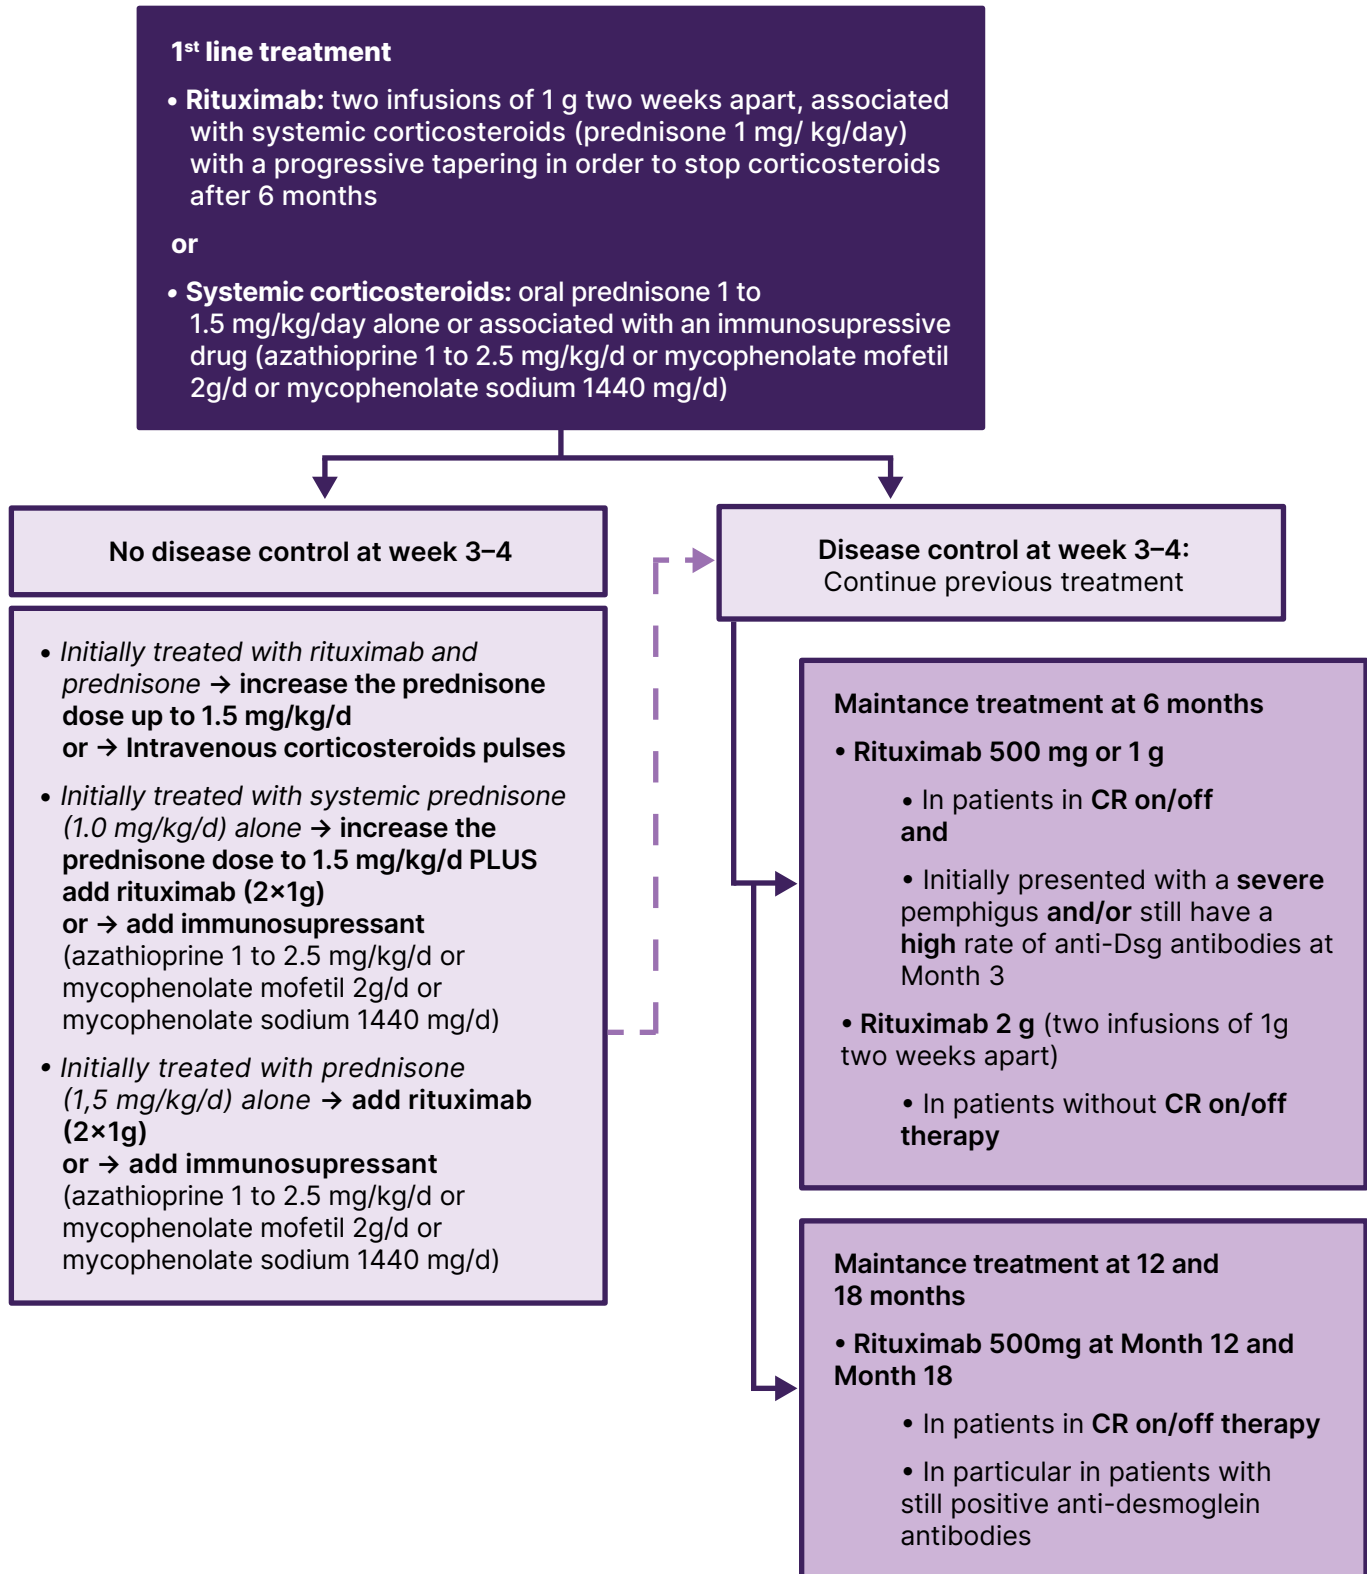 1st line treatment
• Rituximab: two infusions of 1 g two weeks apart, associated
with systemic corticosteroids (prednisone 1 mg/ kg/day)
with a progressive tapering in order to stop corticosteroids
after 6 months
or
• Systemic corticosteroids: oral prednisone 1 to
1.5 mg/kg/day alone or associated with an immunosupressive
drug (azathioprine 1 to 2.5 mg/kg/d or mycophenolate mofetil
2g/d or mycophenolate sodium 1440 mg/d)
No disease control at week 3–4
• Initially treated with rituximab and
prednisone → increase the prednisone
dose up to 1.5 mg/kg/d
or → Intravenous corticosteroids pulses
• Initially treated with systemic prednisone
(1.0 mg/kg/d) alone → increase the
prednisone dose to 1.5 mg/kg/d PLUS
add rituximab (2×1g)
or → add immunosupressant
(azathioprine 1 to 2.5 mg/kg/d or
mycophenolate mofetil 2g/d or
mycophenolate sodium 1440 mg/d)
• Initially treated with prednisone
(1,5 mg/kg/d) alone → add rituximab
(2×1g)
or → add immunosupressant
(azathioprine 1 to 2.5 mg/kg/d or
mycophenolate mofetil 2g/d or
mycophenolate sodium 1440 mg/d)
Disease control at week 3–4:
Continue previous treatment
Maintance treatment at 6 months
• Rituximab 500 mg or 1 g
• In patients in CR on/off
and
• Initially presented with a severe
pemphigus and/or still have a
high rate of anti-Dsg antibodies at
Month 3
• Rituximab 2 g (two infusions of 1g
two weeks apart)
• In patients without CR on/off
therapy
Maintance treatment at 12 and
18 months
• Rituximab 500mg at Month 12 and
Month 18
• In patients in CR on/off therapy
• In particular in patients with
still positive anti-desmoglein
antibodies